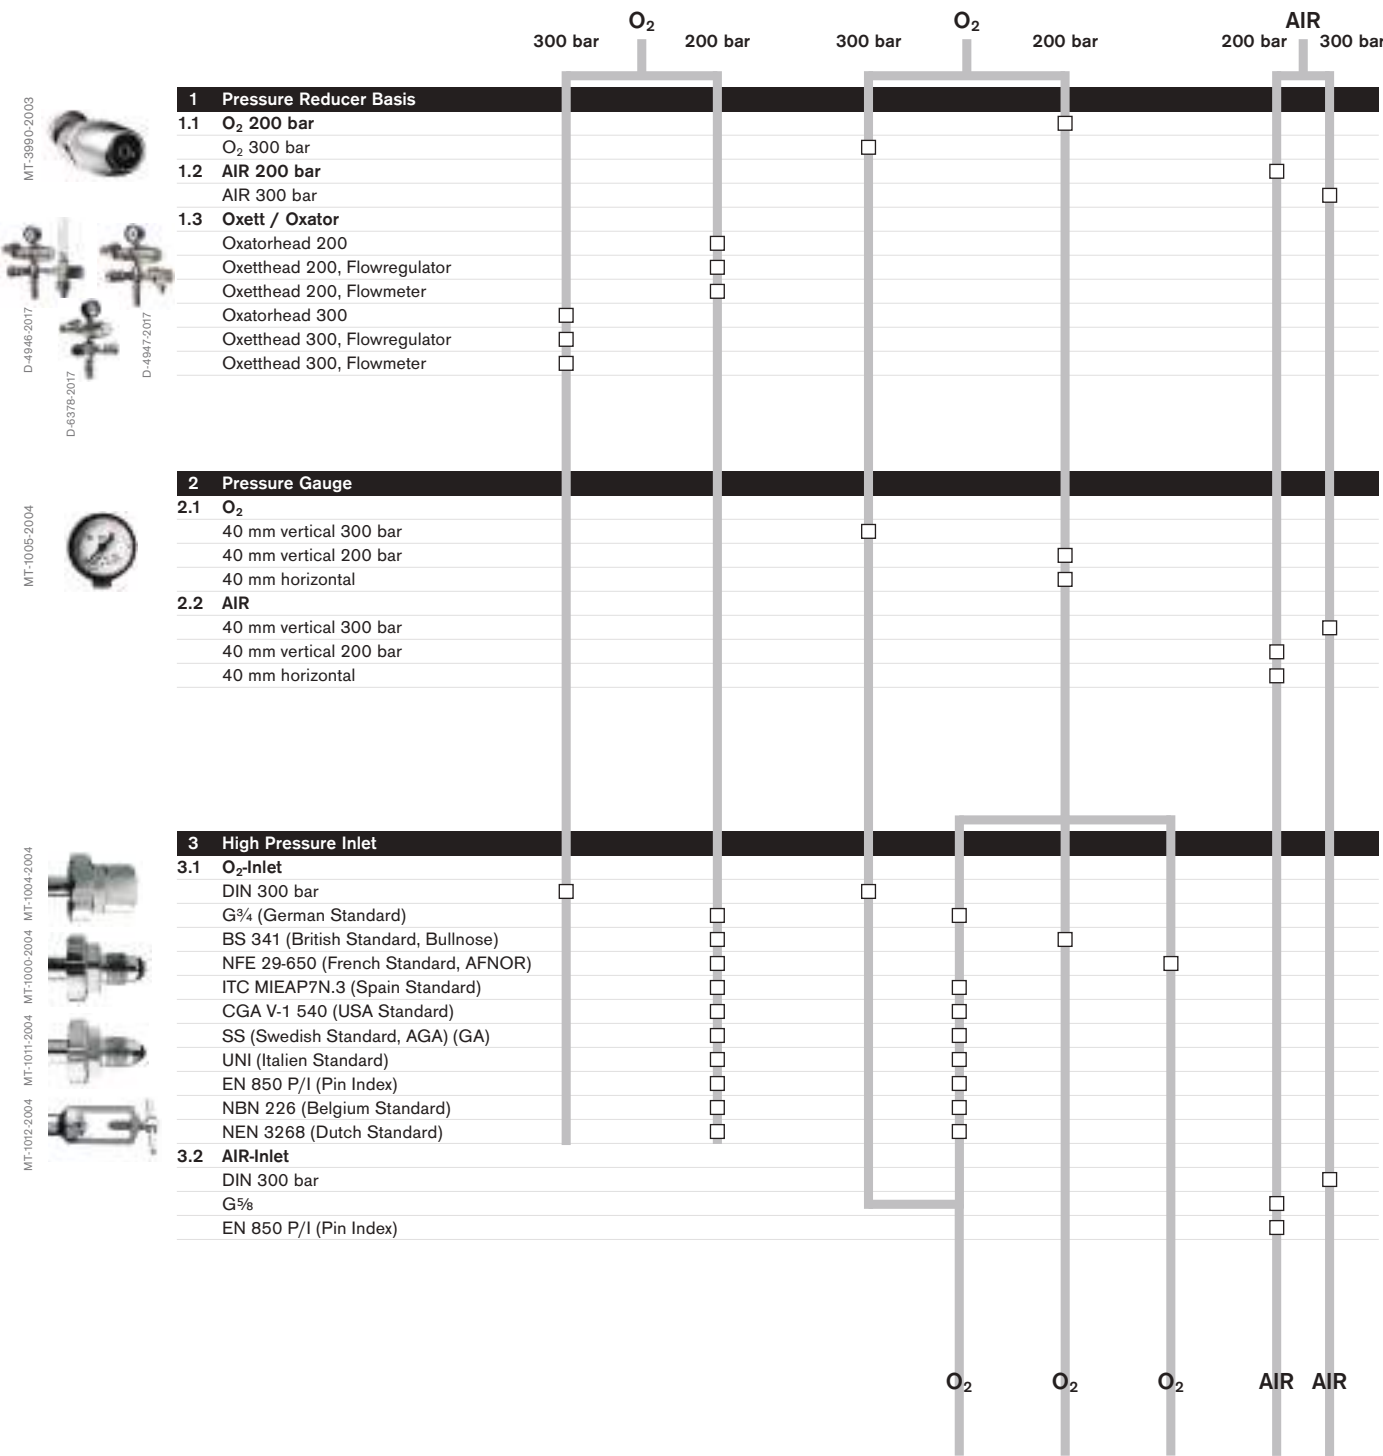 O₂ O₂ AIR
300 bar 200 bar 300 bar 200 bar 200 bar 300 bar
1 Pressure Reducer Basis
1.1 O₂ 200 bar
O₂ 300 bar
1.2 AIR 200 bar
AIR 300 bar
1.3 Oxett / Oxator
Oxatorhead 200
Oxetthead 200, Flowregulator
Oxetthead 200, Flowmeter
Oxatorhead 300
Oxetthead 300, Flowregulator
Oxetthead 300, Flowmeter
MT-3990-2003
D-4946-2017
D-4947-2017
D-6378-2017
2 Pressure Gauge
2.1 O₂
40 mm vertical 300 bar
40 mm vertical 200 bar
40 mm horizontal
2.2 AIR
40 mm vertical 300 bar
40 mm vertical 200 bar
40 mm horizontal
MT-1005-2004
3 High Pressure Inlet
3.1 O₂-Inlet
DIN 300 bar
G¾ (German Standard)
BS 341 (British Standard, Bullnose)
NFE 29-650 (French Standard, AFNOR)
ITC MIEAP7N.3 (Spain Standard)
CGA V-1 540 (USA Standard)
SS (Swedish Standard, AGA) (GA)
UNI (Italien Standard)
EN 850 P/I (Pin Index)
NBN 226 (Belgium Standard)
NEN 3268 (Dutch Standard)
3.2 AIR-Inlet
DIN 300 bar
G⅝
EN 850 P/I (Pin Index)
MT-1004-2004
MT-1000-2004
MT-1011-2004
MT-1012-2004
O₂ O₂ O₂ AIR AIR